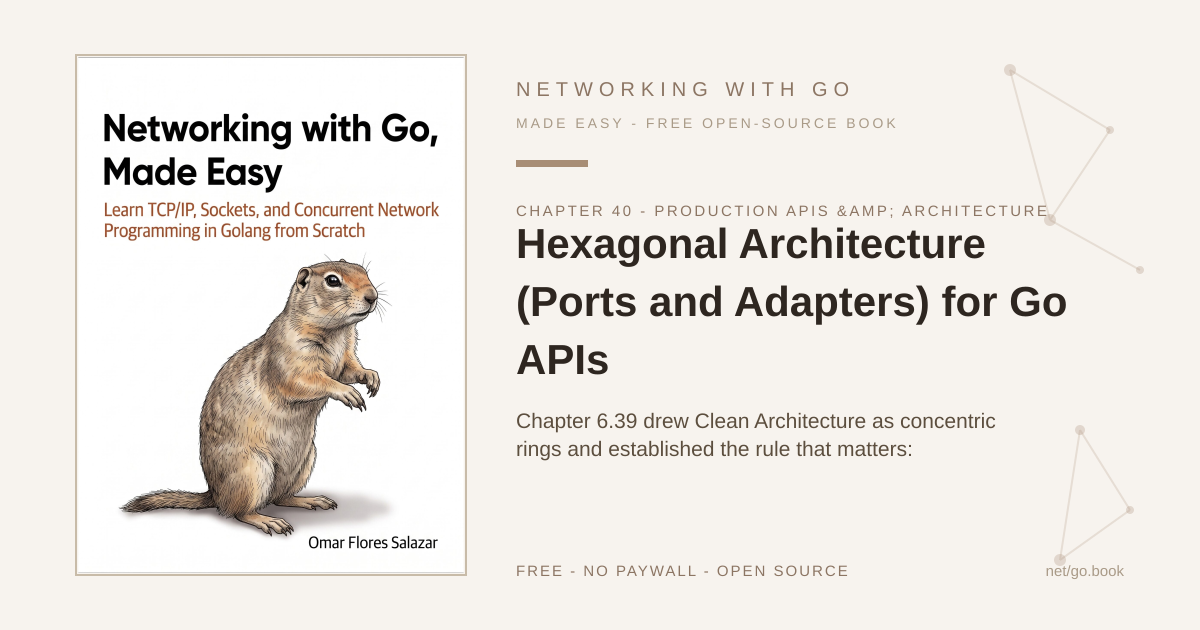 Networking with Go,
Made Easy
Learn TCP/IP, Sockets, and Concurrent Network
Programming in Golang from Scratch
Omar Flores Salazar
NETWORKING WITH GO
MADE EASY - FREE OPEN-SOURCE BOOK
CHAPTER 40 - PRODUCTION APIS &AMP; ARCHITECTURE
Hexagonal Architecture
(Ports and Adapters) for Go
APIs
Chapter 6.39 drew Clean Architecture as concentric
rings and established the rule that matters:
FREE - NO PAYWALL - OPEN SOURCE
net/go.book